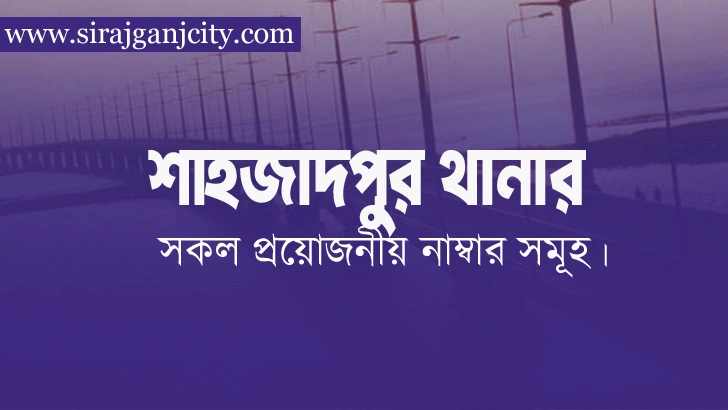 www.sirajganjcity.com
শাহজাদপুর থানার
সকল প্রয়োজনীয় নাম্বার সমূহ।